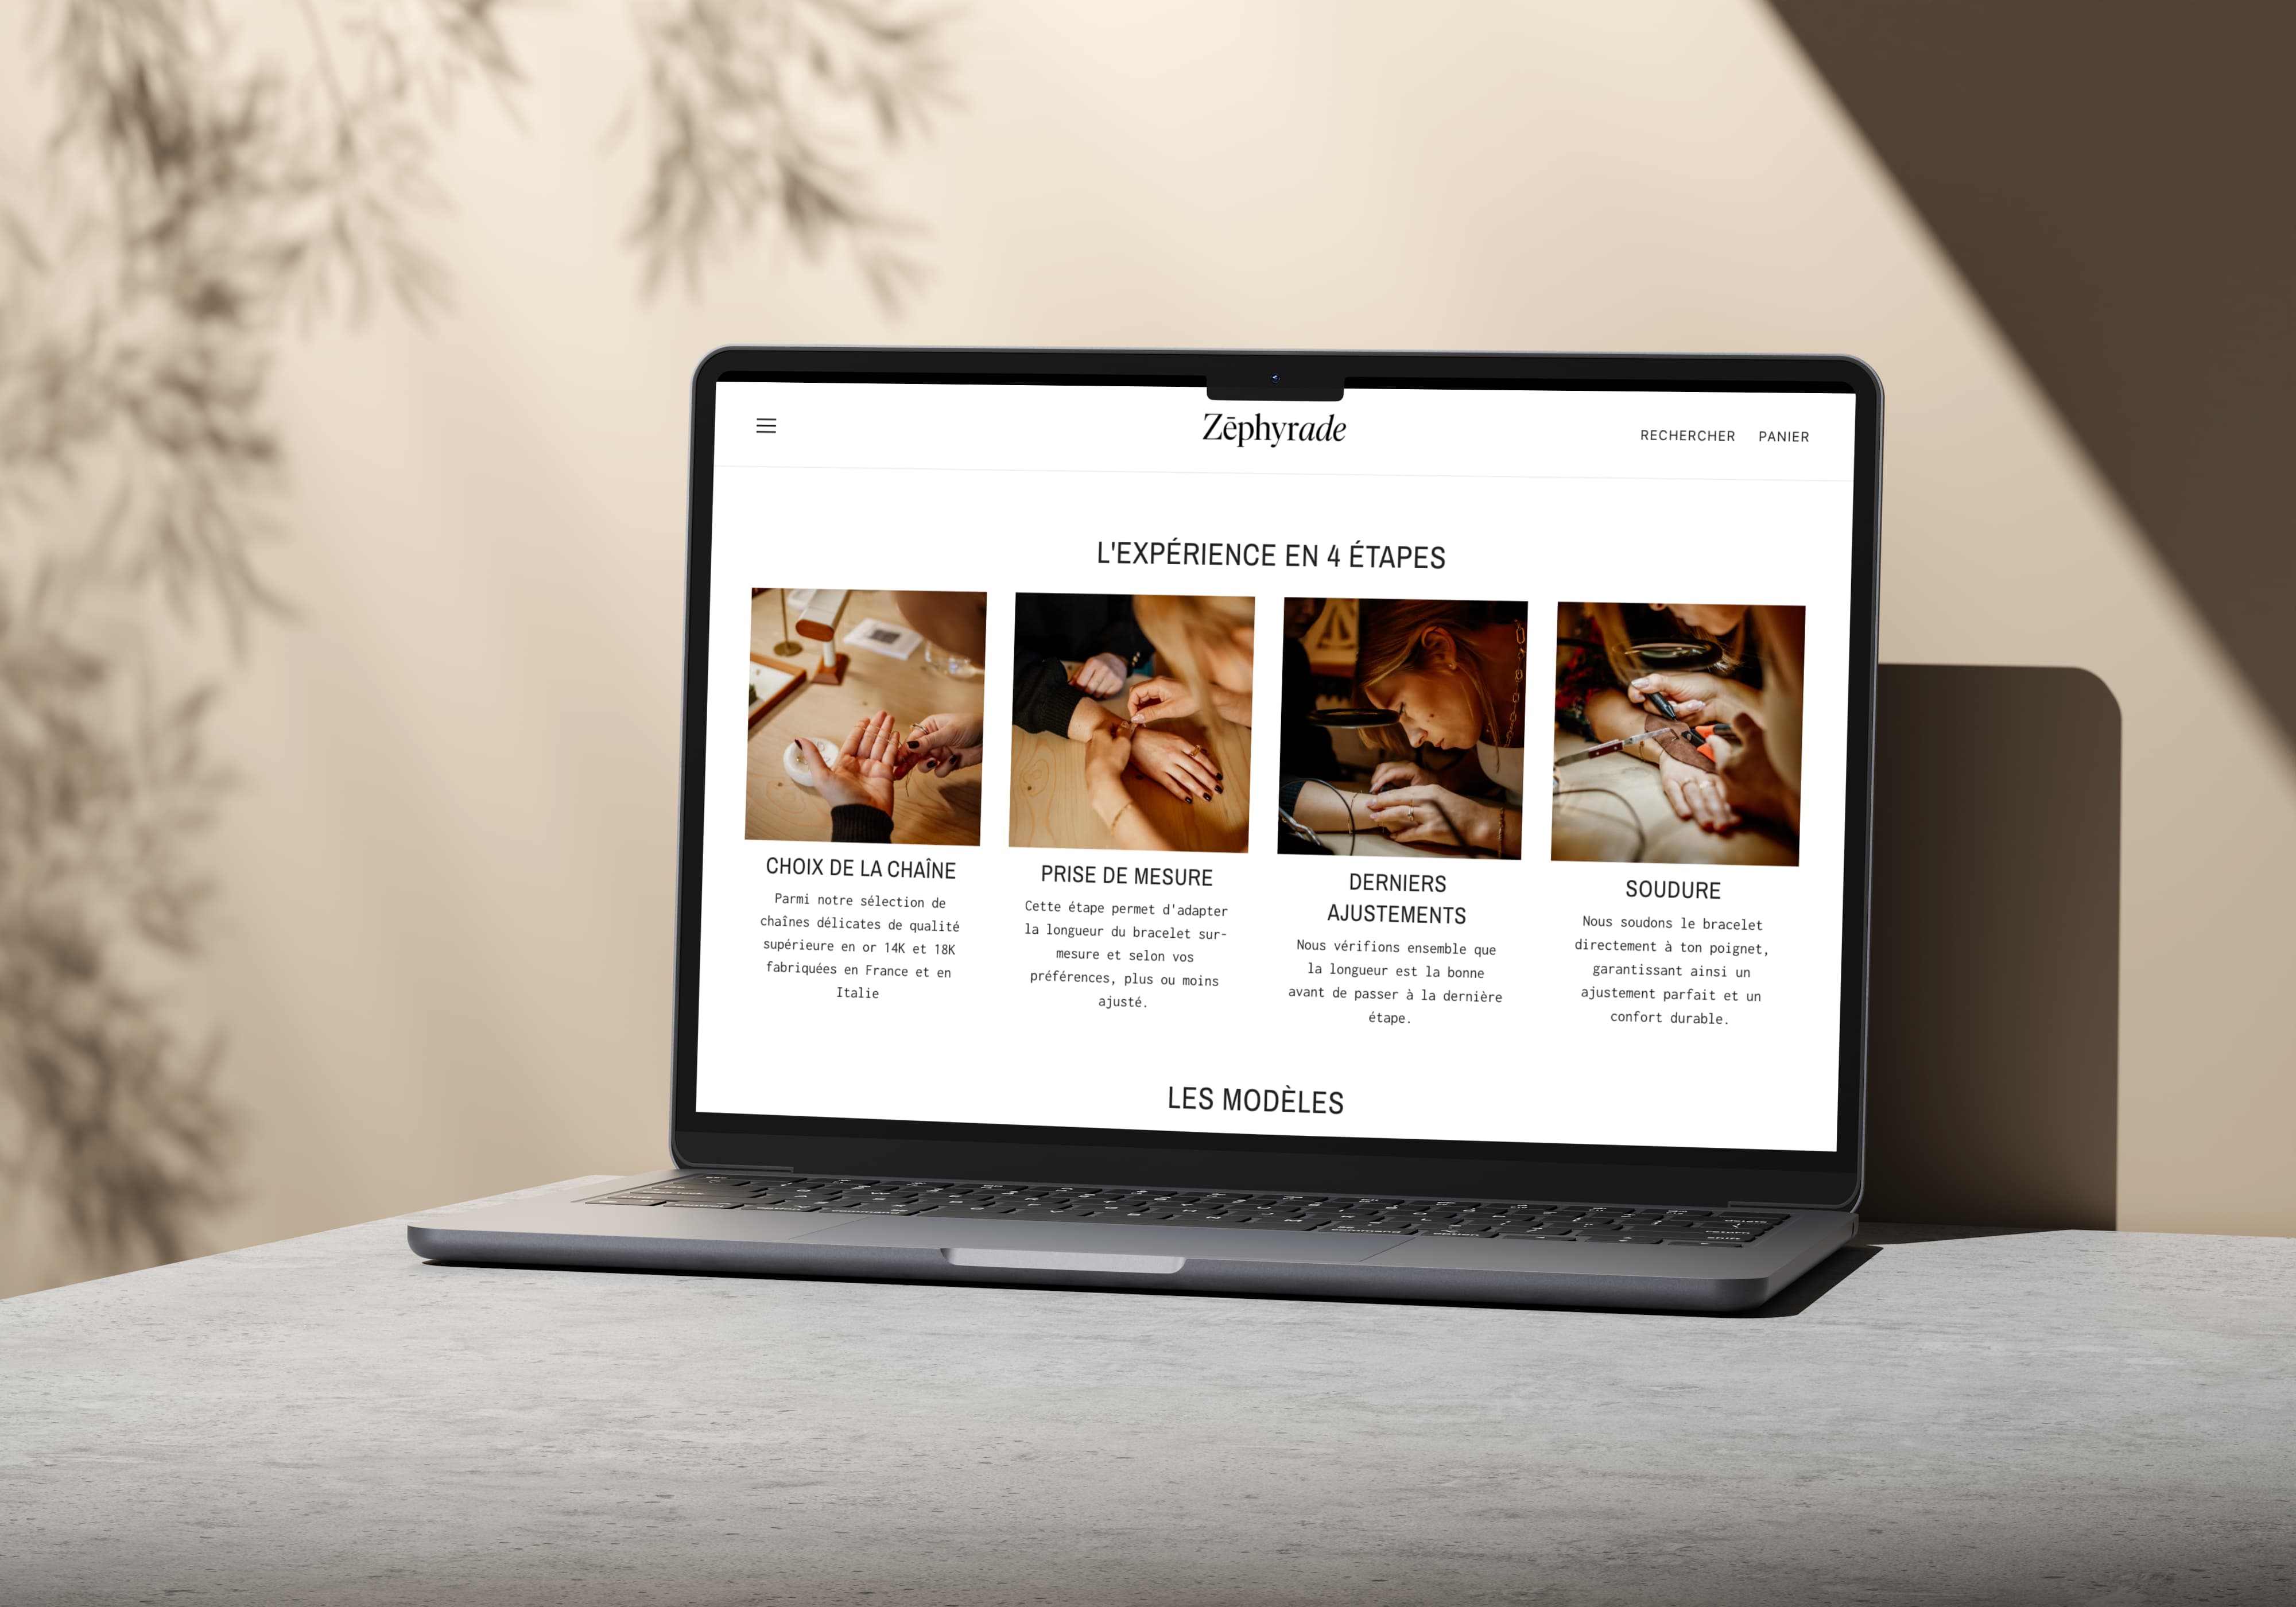 Zēphyrade
RECHERCHER PANIER
L'EXPÉRIENCE EN 4 ÉTAPES
CHOIX DE LA CHAÎNE
Parmi notre sélection de
chaînes délicates de qualité
supérieure en or 14K et 18K
fabriquées en France et en
Italie
PRISE DE MESURE
Cette étape permet d'adapter
la longueur du bracelet sur-
mesure et selon vos
préférences, plus ou moins
ajusté.
DERNIERS
AJUSTEMENTS
Nous vérifions ensemble que
la longueur est la bonne
avant de passer à la dernière
étape.
SOUDURE
Nous soudons le bracelet
directement à ton poignet,
garantissant ainsi un
ajustement parfait et un
confort durable.
LES MODÈLES